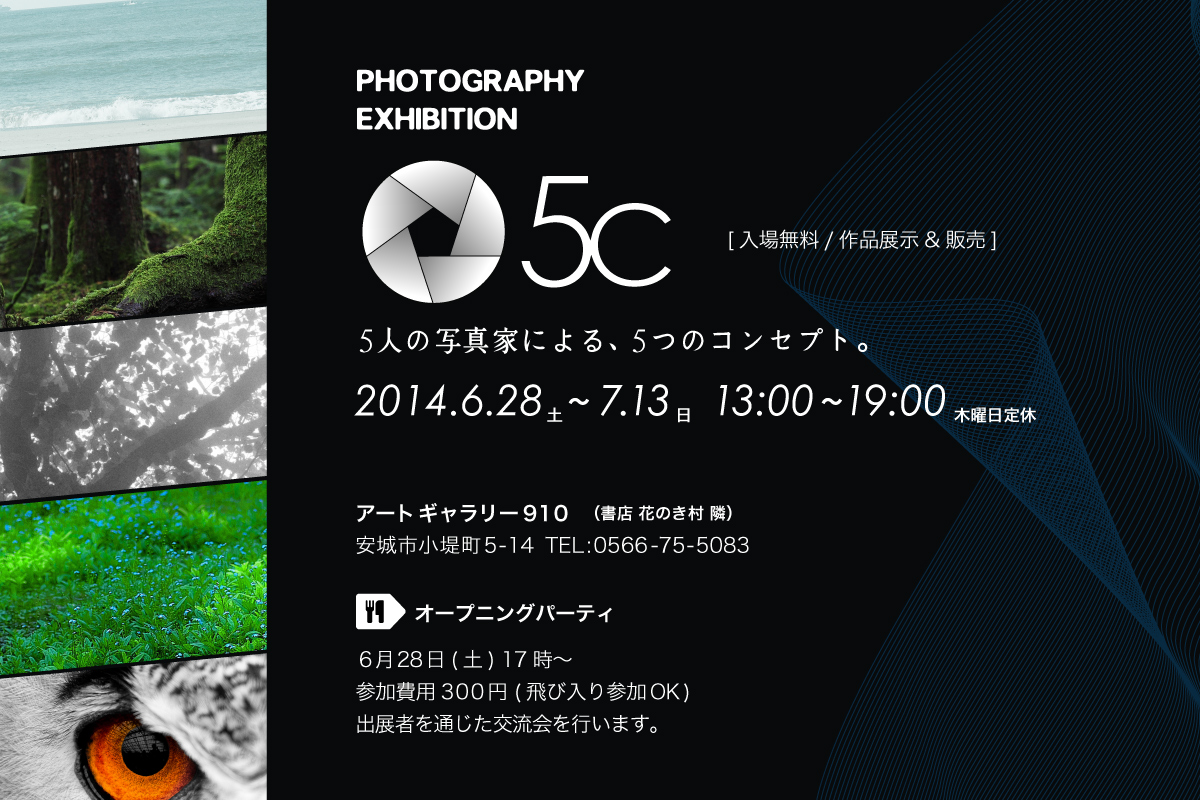 PHOTOGRAPHY
EXHIBITION
5c
[ 入場無料 / 作品展示 & 販売 ]
5人の写真家による、5つのコンセプト。
2014.6.28 土 ~ 7.13 日 13:00 ~ 19:00 木曜日定休
アートギャラリー910 （書店 花のき村 隣）
安城市小堤町5-14 TEL:0566-75-5083
オープニングパーティ
6月28日 (土) 17時〜
参加費用 300円 (飛び入り参加OK)
出展者を通じた交流会を行います。